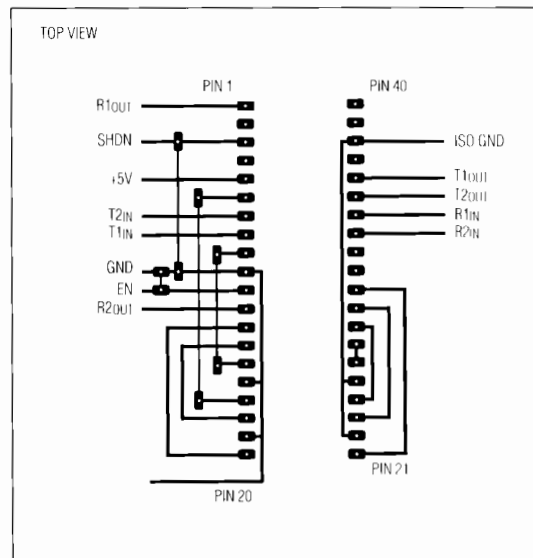 TOP VIEW
PIN 1
PIN 40
R1OUT
SHDN
ISO GND
+5V
T1OUT
T2OUT
T2IN
R1IN
T1IN
R2IN
GND
EN
R2OUT
PIN 21
PIN 20